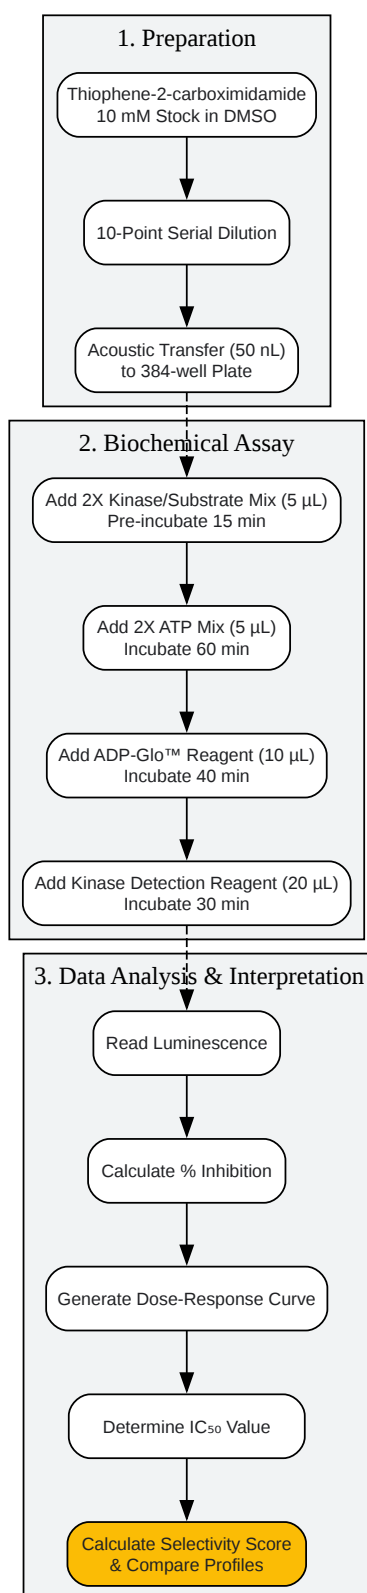 1. Preparation
Thiophene-2-carboximidamide
10 mM Stock in DMSO
10-Point Serial Dilution
Acoustic Transfer (50 nL)
to 384-well Plate
2. Biochemical Assay
Add 2X Kinase/Substrate Mix (5 µL)
Pre-incubate 15 min
Add 2X ATP Mix (5 µL)
Incubate 60 min
Add ADP-Glo™ Reagent (10 µL)
Incubate 40 min
Add Kinase Detection Reagent (20 µL)
Incubate 30 min
3. Data Analysis & Interpretation
Read Luminescence
Calculate % Inhibition
Generate Dose-Response Curve
Determine IC₅₀ Value
Calculate Selectivity Score
& Compare Profiles